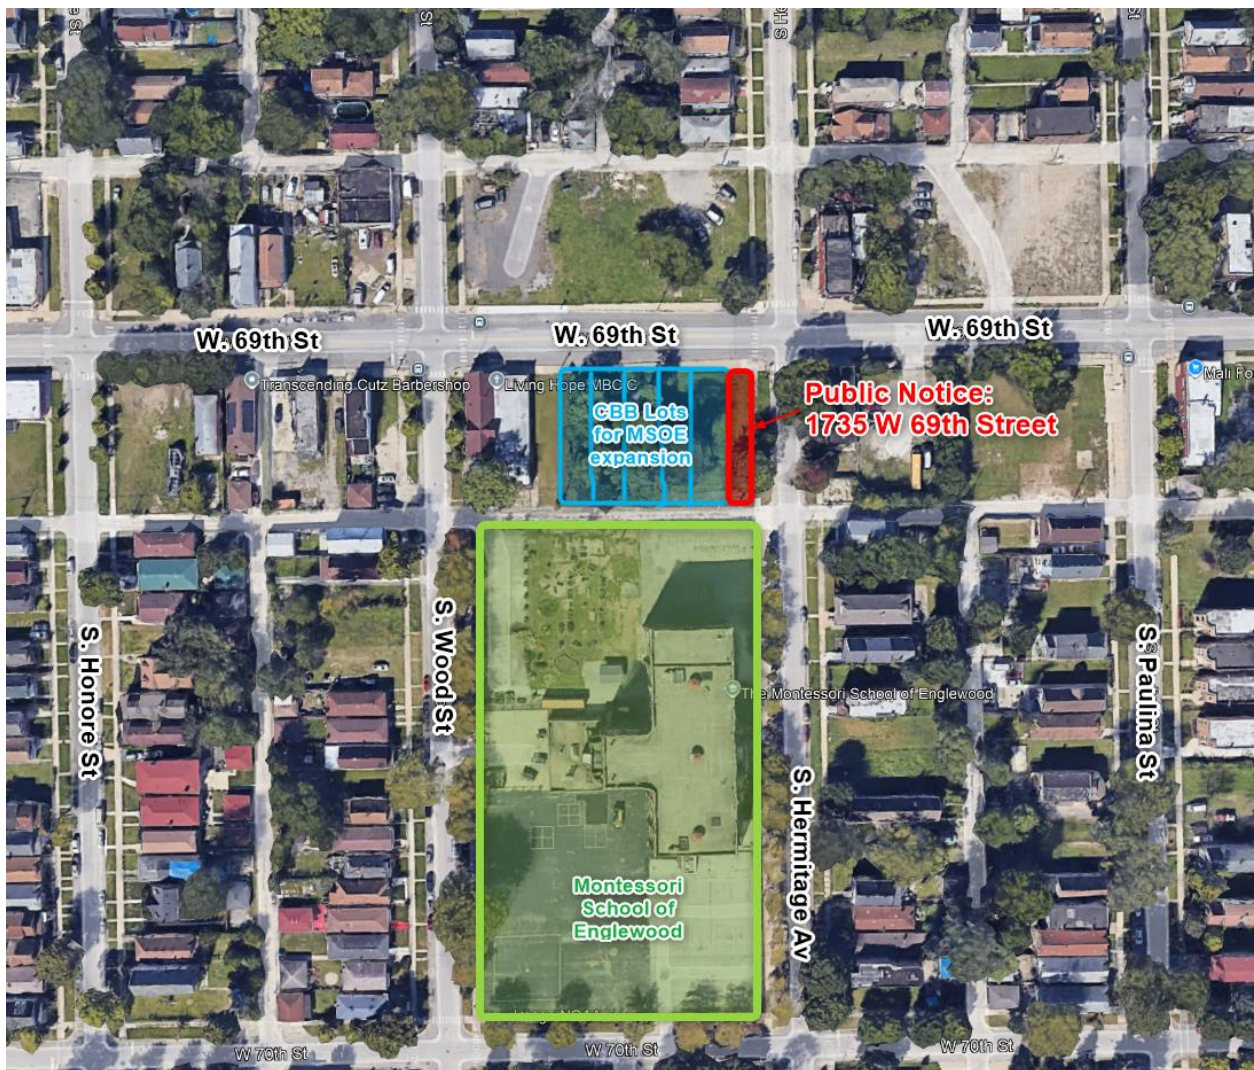 W. 69th St
W. 69th St
W. 69th St
Transcending Cutz Barbershop
Living Hope MBC C
Mali Fo
CBB Lots
for MSOE
expansion
Public Notice:
1735 W 69th Street
S. Honore St
S. Wood St
S. Paulina St
The Montessori School of Englewood
S. Hermitage Av
Montessori
School of
Englewood
W 70th St
W 70th St
W 70th St